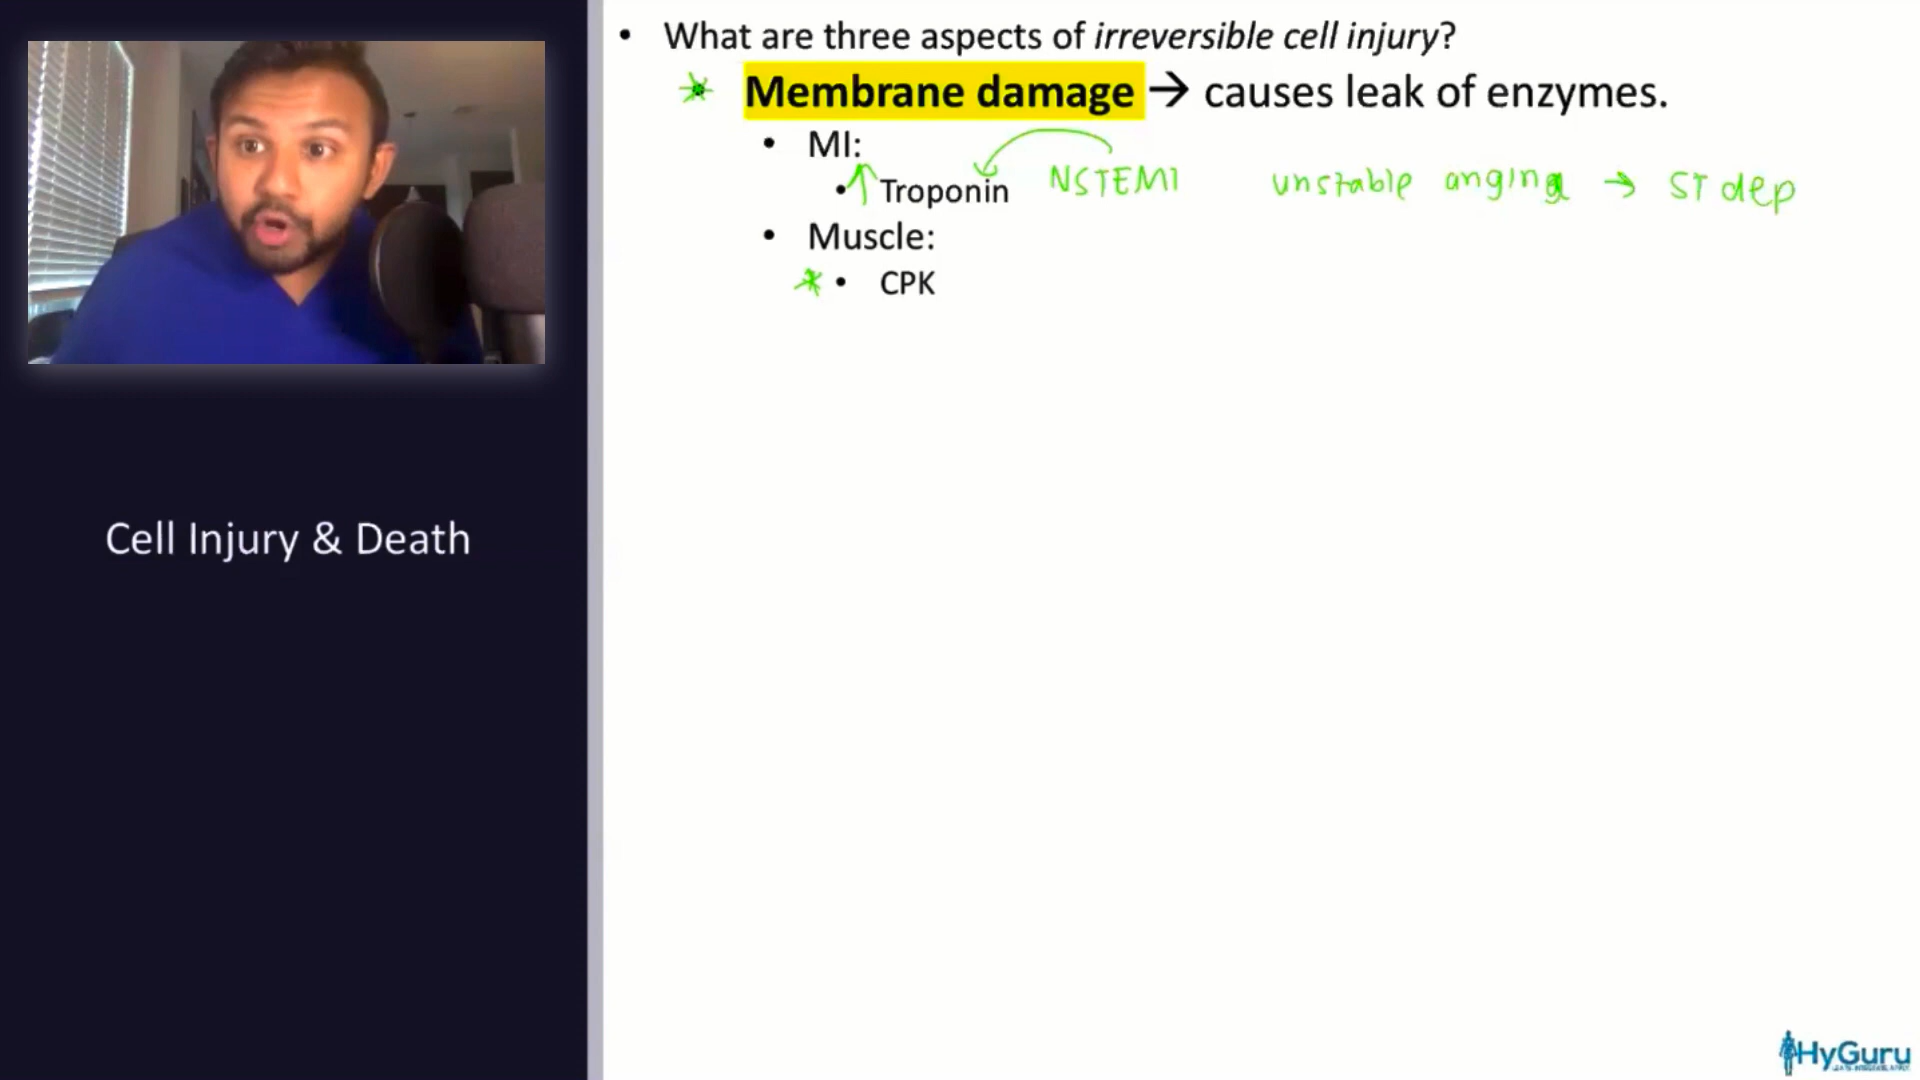 • What are three aspects of irreversible cell injury?
Membrane damage → causes leak of enzymes.
• MI:
• ↑ Troponin NSTEMI unstable angina → ST dep
• Muscle:
• CPK
Cell Injury & Death
HyGuru